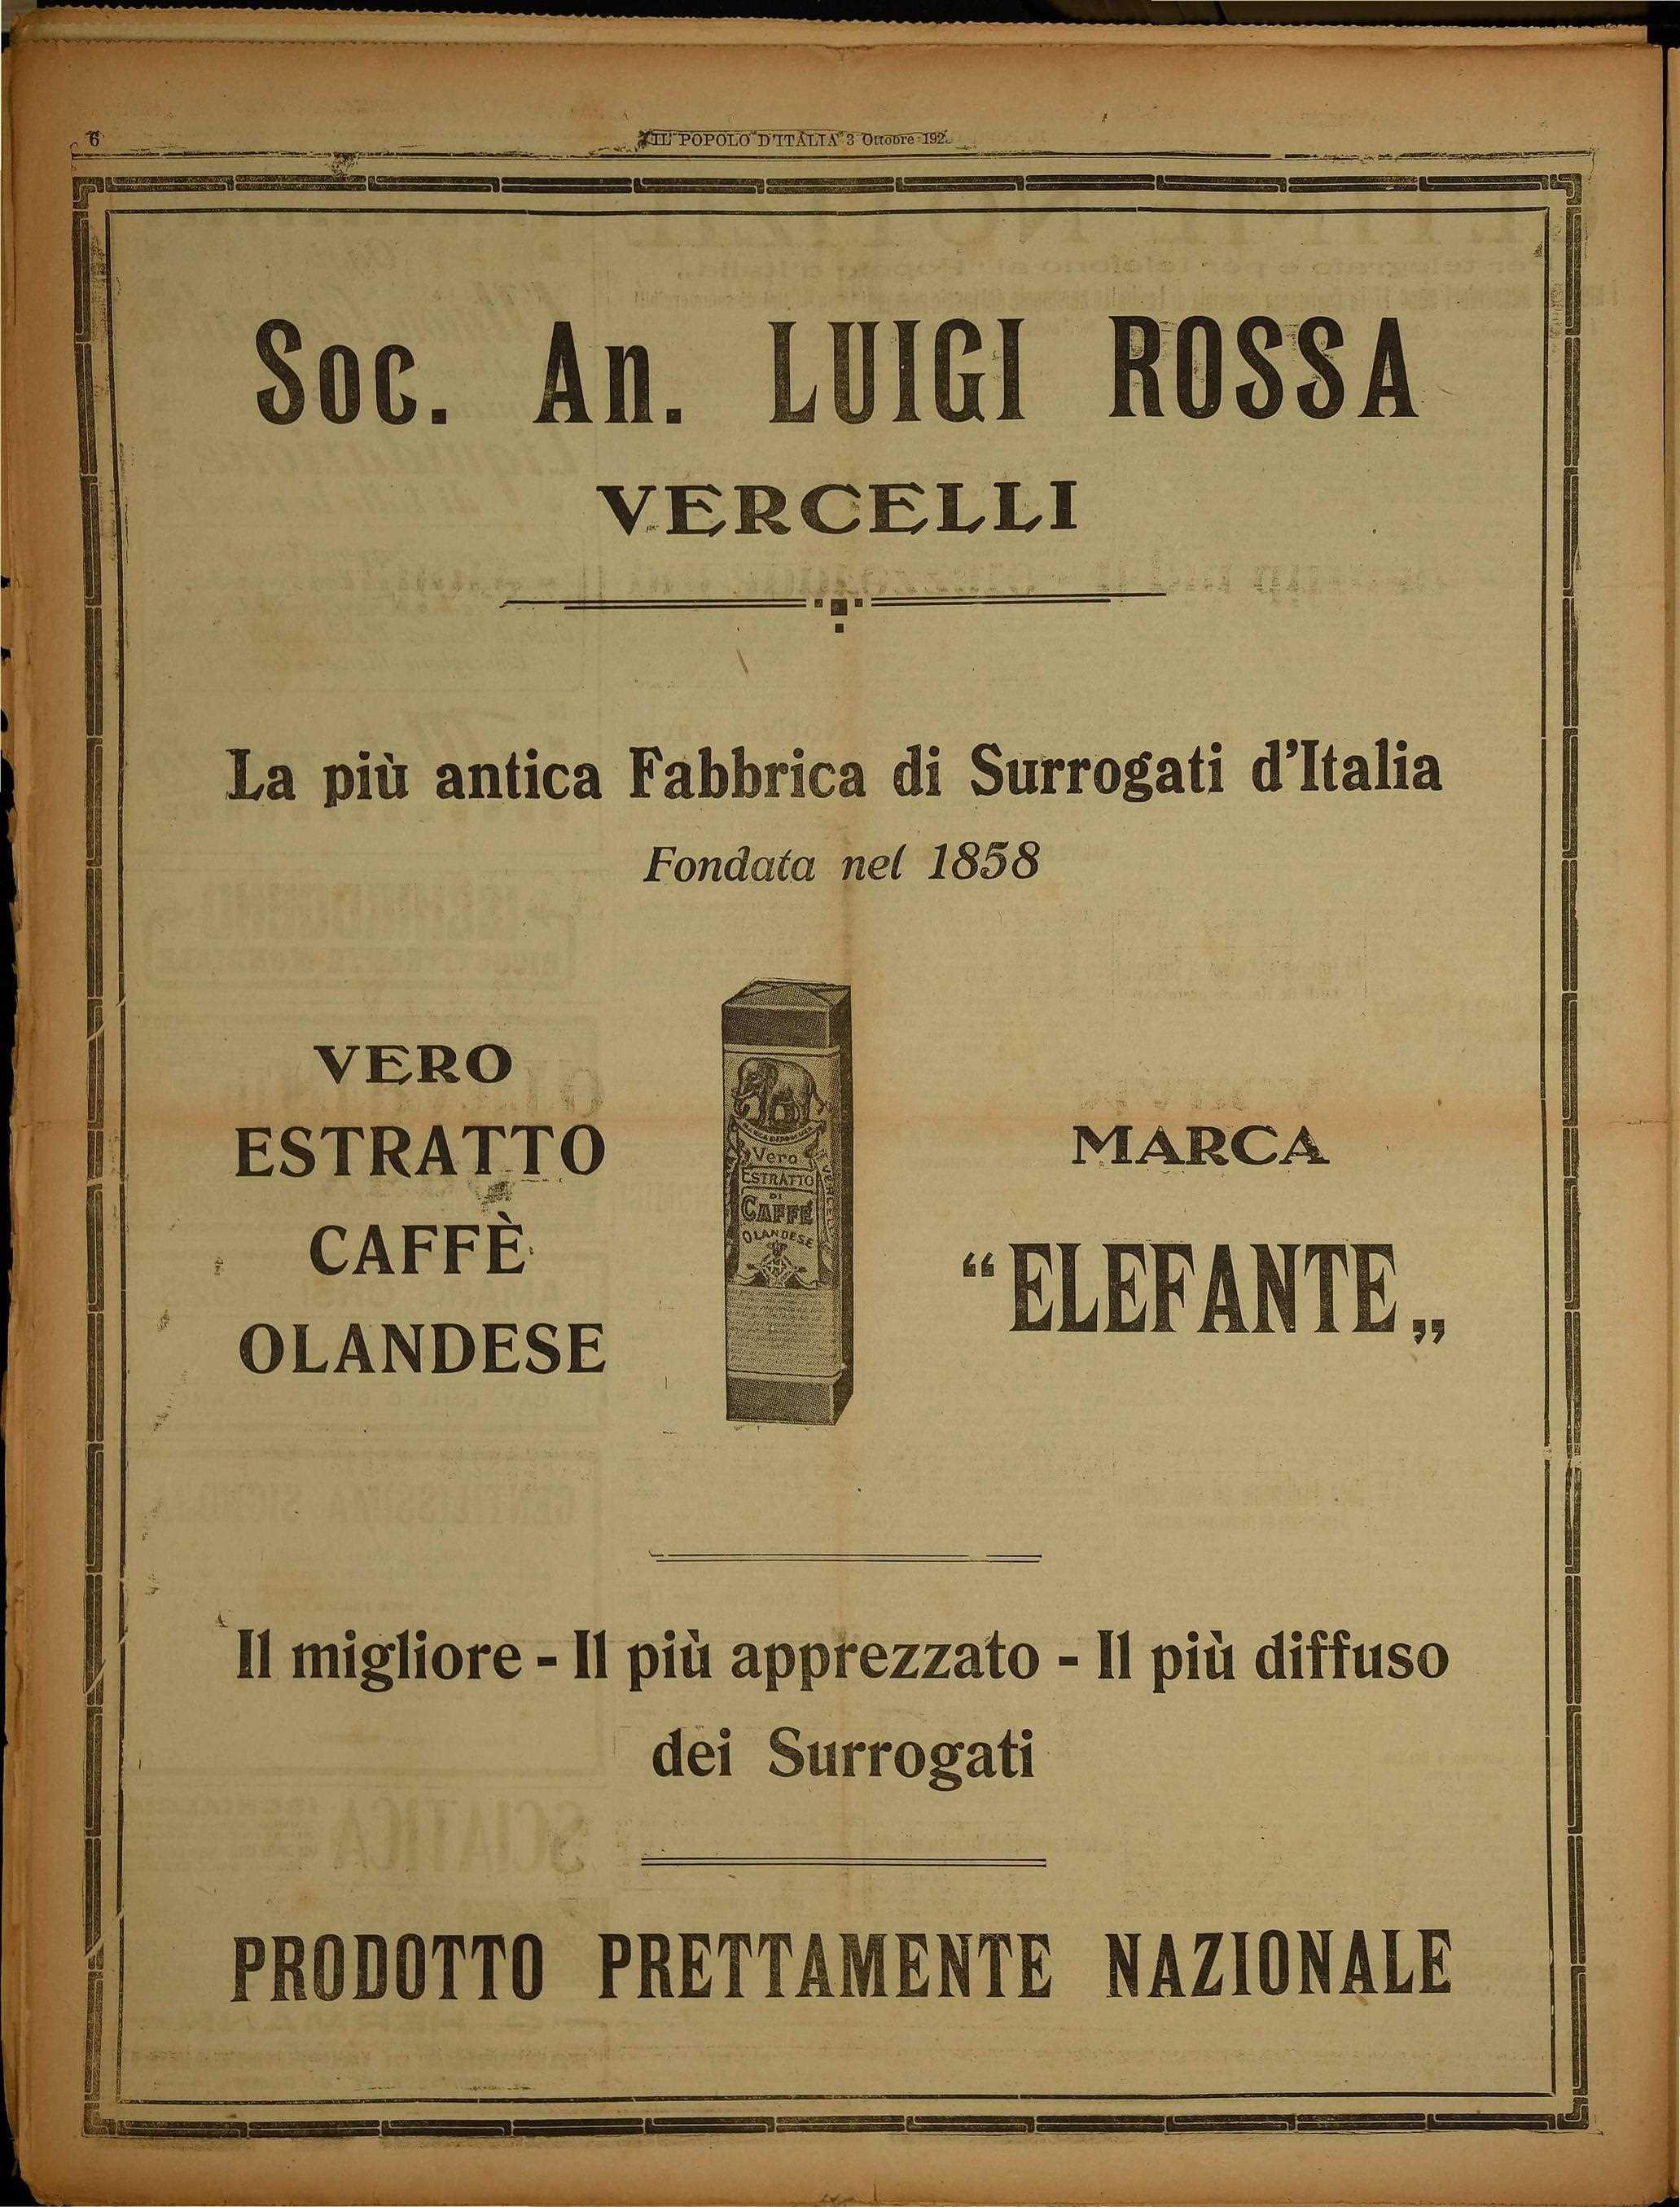 6
"IL POPOLO D'ITALIA" 3 Ottobre 192
Soc. An. LUIGI ROSSA
VERCELLI
La più antica Fabbrica di Surrogati d'Italia
Fondata nel 1858
VERO
ESTRATTO
CAFFÈ
OLANDESE
MARCA DEPOSITATA
Vero
ESTRATTO
DI
CAFFÈ
OLANDESE
VERCELLI
MARCA
“ELEFANTE„
Il migliore - Il più apprezzato - Il più diffuso
dei Surrogati
PRODOTTO PRETTAMENTE NAZIONALE